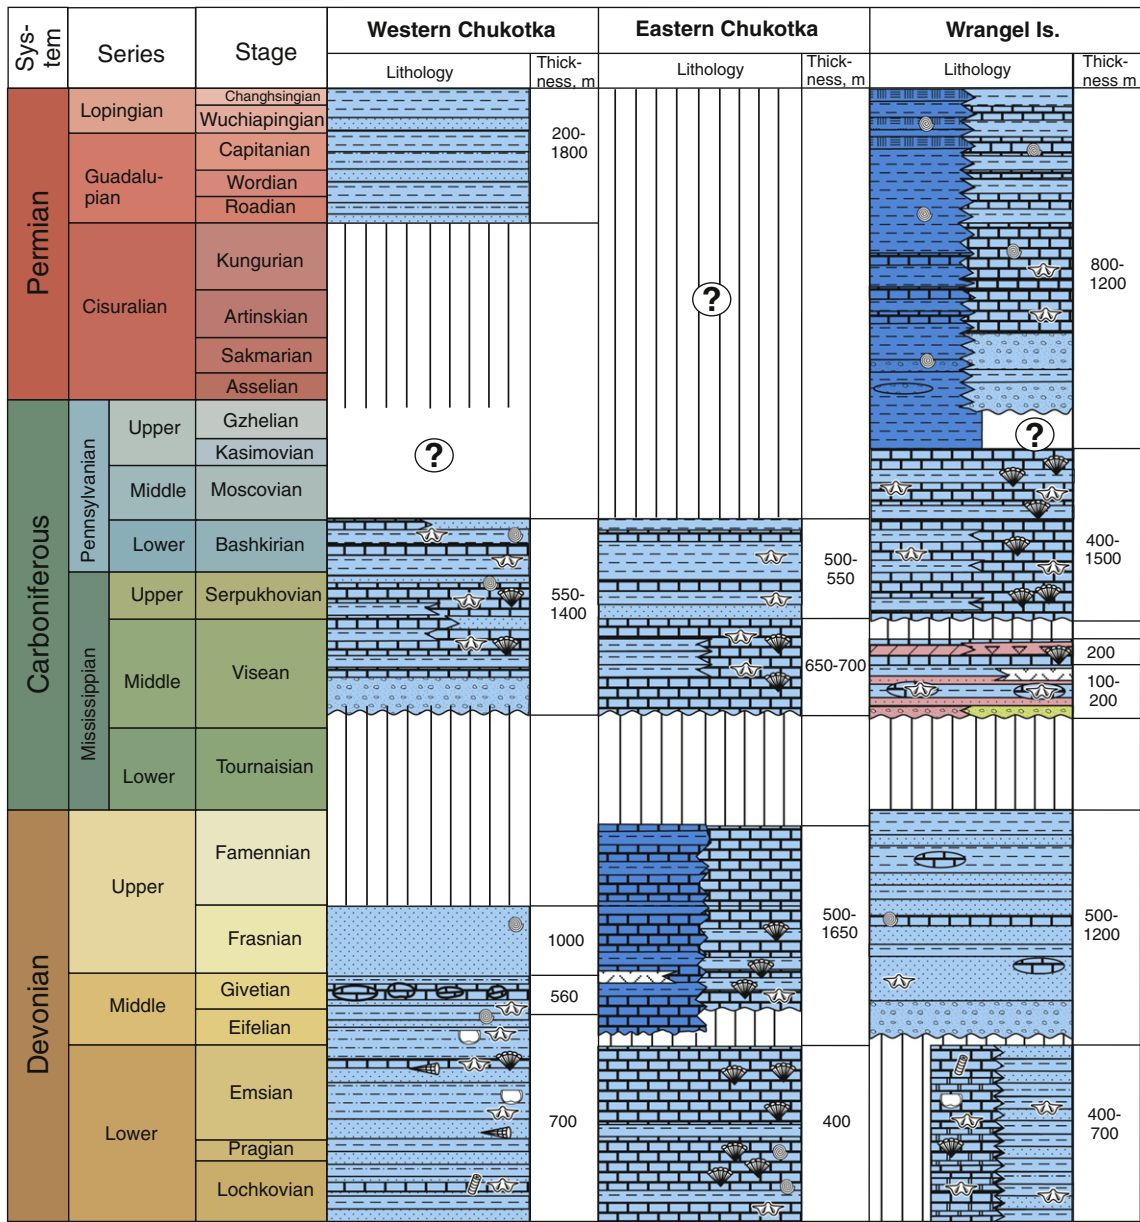 Sys-
tem
Series
Stage
Western Chukotka
Eastern Chukotka
Wrangel Is.
Lithology
Thick-
ness, m
Lithology
Thick-
ness, m
Lithology
Thick-
ness m
Permian
Lopingian
Changhsingian
Wuchiapingian
Guadalu-
pian
Capitanian
Wordian
Roadian
Cisuralian
Kungurian
Artinskian
Sakmarian
Asselian
Carboniferous
Pennsylvanian
Upper
Gzhelian
Kasimovian
Middle
Moscovian
Lower
Bashkirian
Mississippian
Upper
Serpukhovian
Middle
Visean
Lower
Tournaisian
Devonian
Upper
Famennian
Frasnian
Middle
Givetian
Eifelian
Lower
Emsian
Pragian
Lochkovian
200-
1800
?
550-
1400
1000
560
700
?
500-
550
650-700
500-
1650
400
?
800-
1200
400-
1500
200
100-
200
500-
1200
400-
700